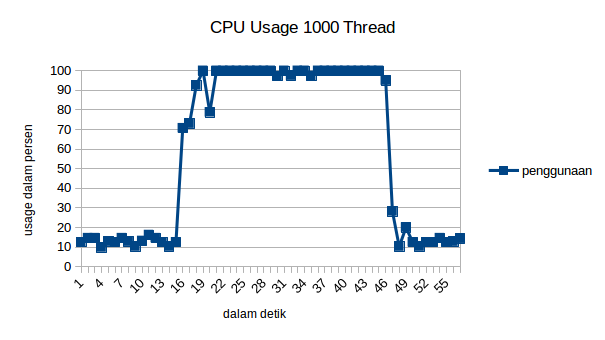 CPU Usage 1000 Thread
100
90
80
70
60
50
40
30
20
10
0
usage dalam persen
1 4 7 10 13 16 19 22 25 28 31 34 37 40 43 46 49 52 55
dalam detik
penggunaan